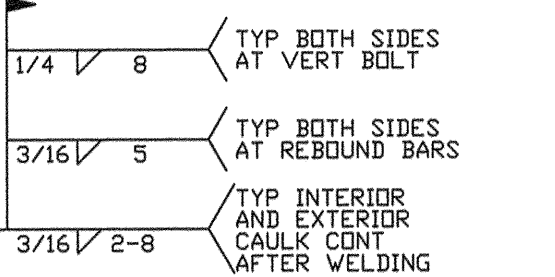 TYP BOTH SIDES
1/4 8 AT VERT BOLT
TYP BOTH SIDES
3/16 5 AT REBOUND BARS
TYP INTERIOR
AND EXTERIOR
3/16 2-8 CAULK CONT
AFTER WELDING